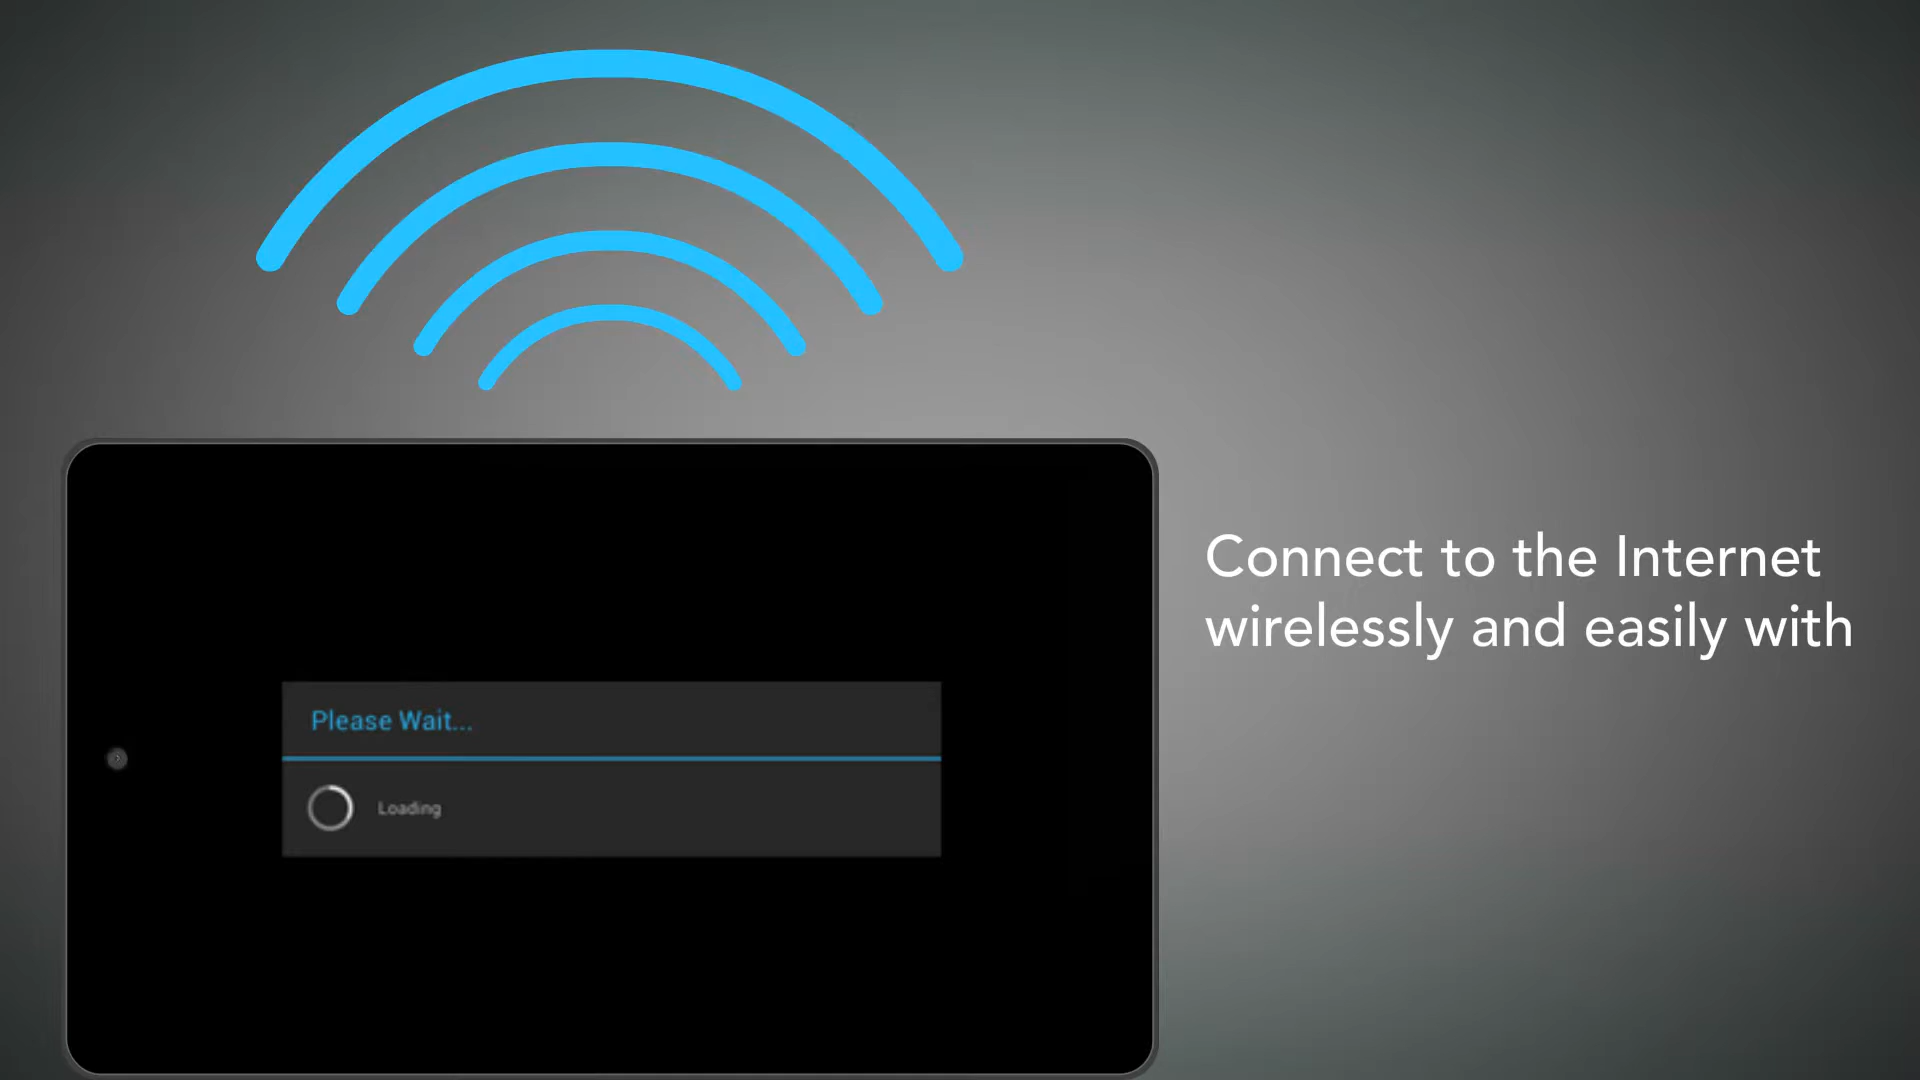 Connect to the Internet
wirelessly and easily with
Please Wait...
Loading